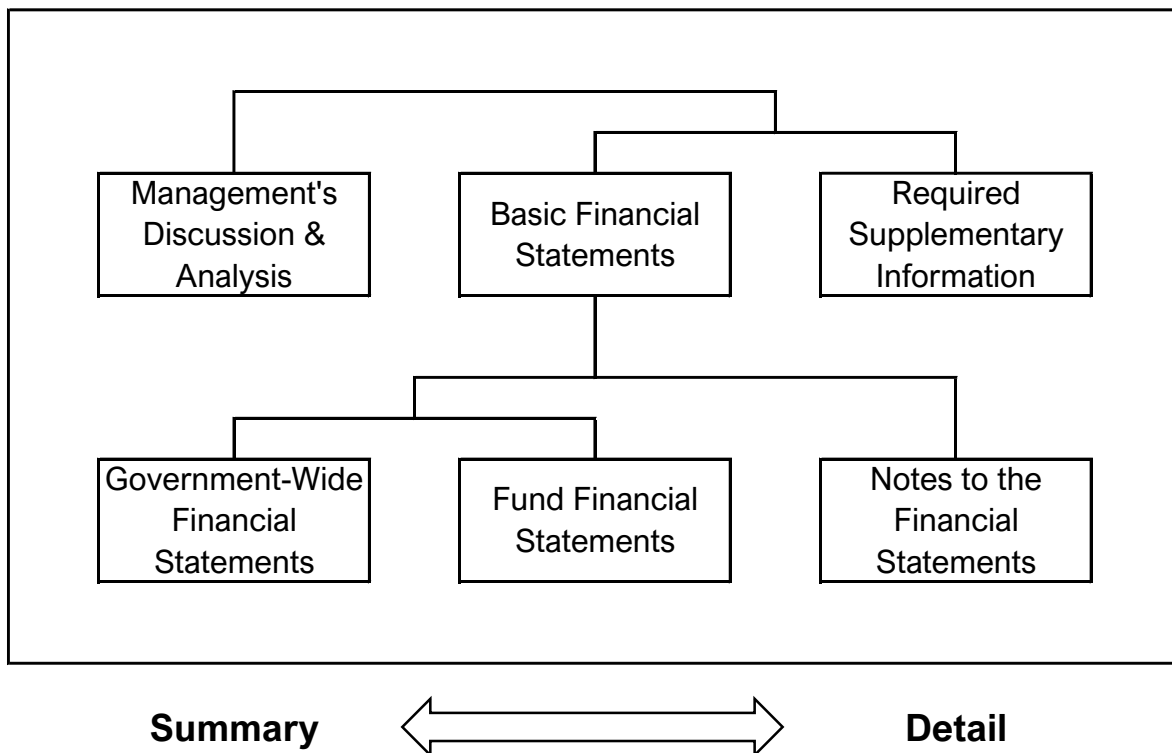 Management's
Discussion &
Analysis
Basic Financial
Statements
Required
Supplementary
Information
Government-Wide
Financial
Statements
Fund Financial
Statements
Notes to the
Financial
Statements
Summary
Detail